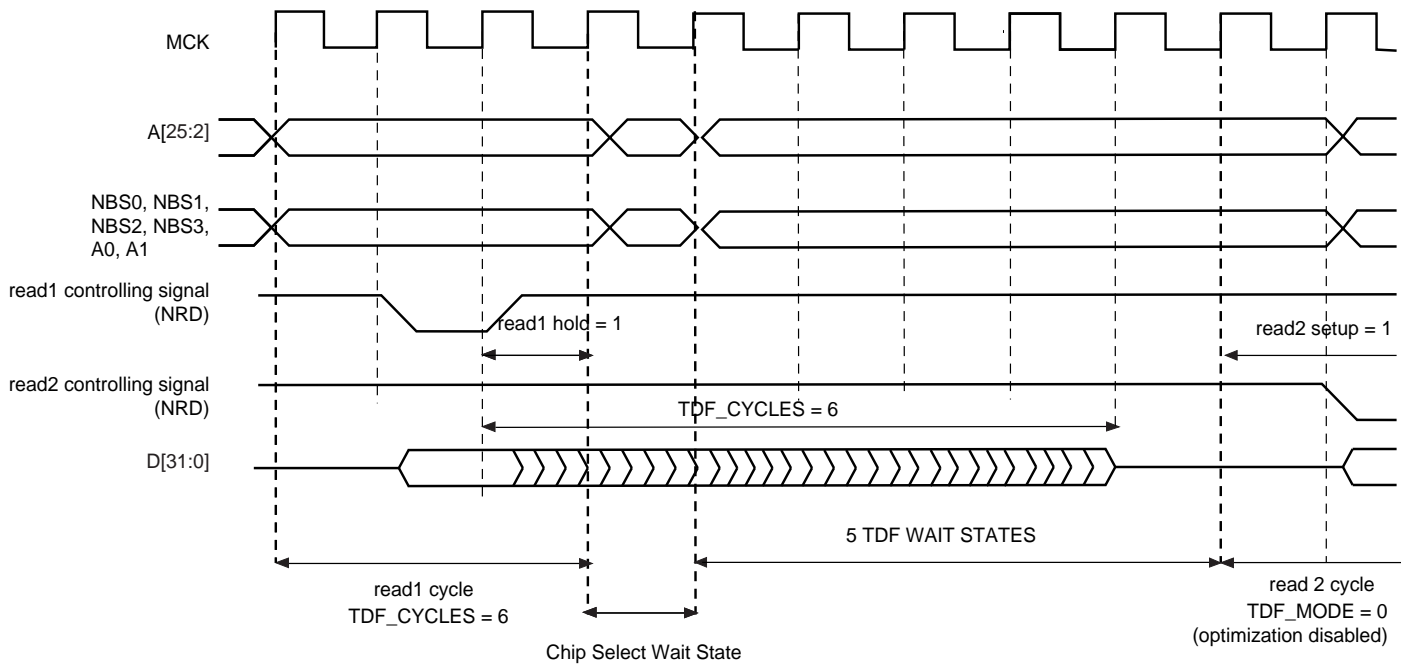 MCK
A[25:2]
NBS0, NBS1,
NBS2, NBS3,
A0, A1
read1 controlling signal
(NRD)
read1 hold = 1
read2 setup = 1
read2 controlling signal
(NRD)
TDF_CYCLES = 6
D[31:0]
5 TDF WAIT STATES
read1 cycle
TDF_CYCLES = 6
Chip Select Wait State
read 2 cycle
TDF_MODE = 0
(optimization disabled)